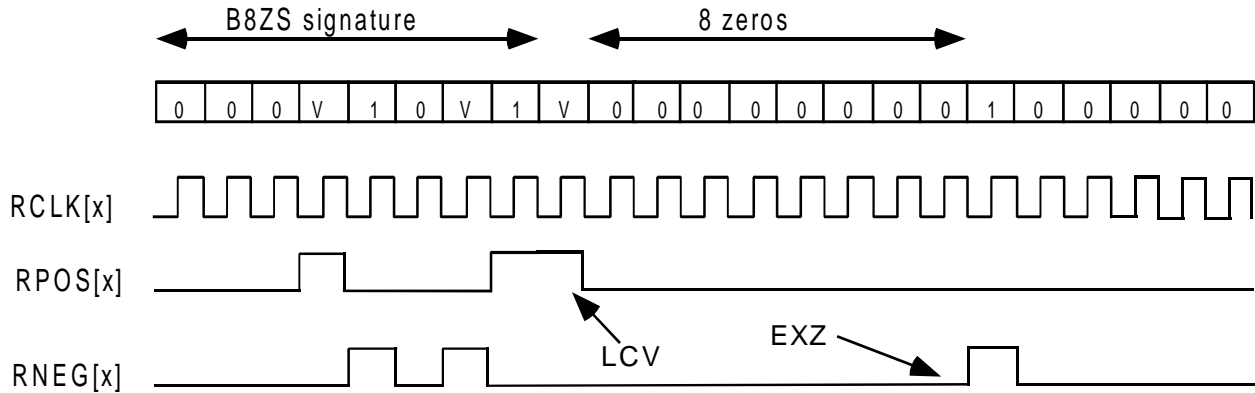 B8ZS signature 8 zeros
0 0 0 V 1 0 V 1 V 0 0 0 0 0 0 0 0 1 0 0 0 0 0
RCLK[x]
RPOS[x]
LCV
EXZ
RNEG[x]